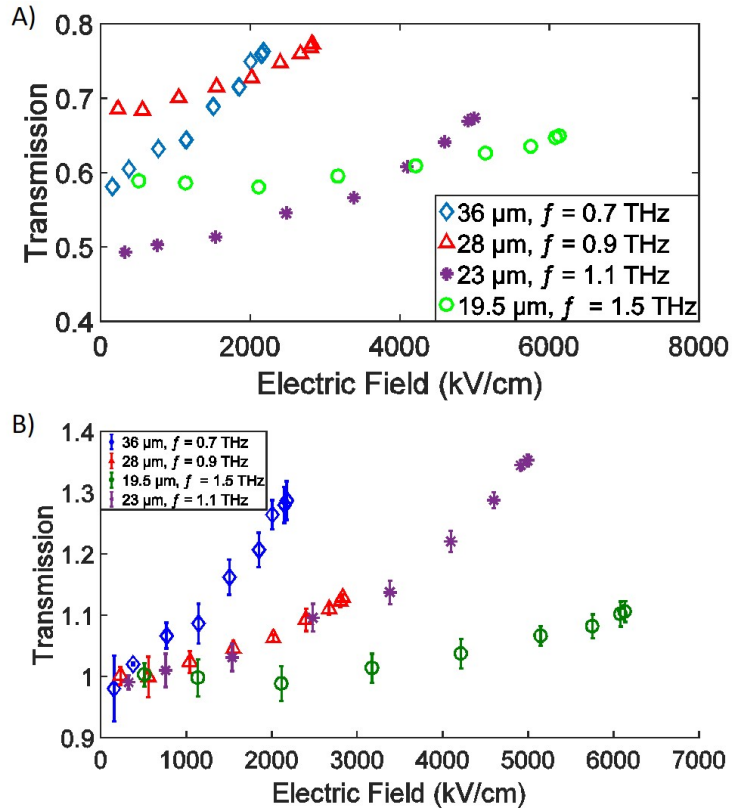 A)
0.8
0.7
0.6
0.5
0.4
Transmission
36 µm, ƒ = 0.7 THz
28 µm, ƒ = 0.9 THz
23 µm, ƒ = 1.1 THz
19.5 µm, ƒ = 1.5 THz
0 2000 4000 6000 8000
Electric Field (kV/cm)
B)
1.4
1.3
1.2
1.1
1.0
0.9
Transmission
36 µm, ƒ = 0.7 THz
28 µm, ƒ = 0.9 THz
19.5 µm, ƒ = 1.5 THz
23 µm, ƒ = 1.1 THz
0 1000 2000 3000 4000 5000 6000 7000
Electric Field (kV/cm)